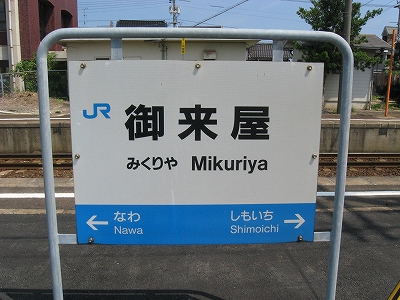 JR 御来屋
みくりや Mikuriya
← なわ しもいち →
Nawa Shimoichi